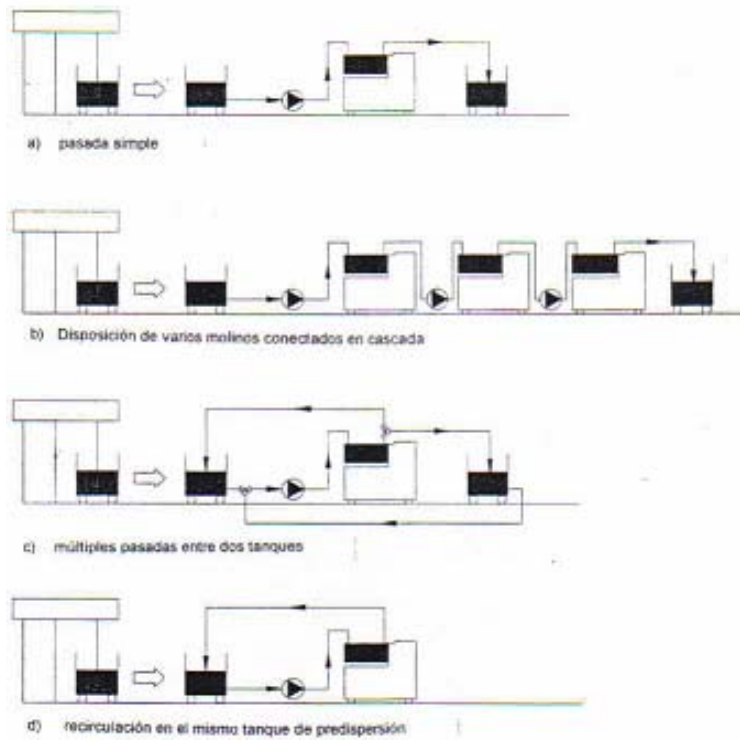 a) pasada simple
b) Disposición de varios molinos conectados en cascada
c) múltiples pasadas entre dos tanques
d) recirculación en el mismo tanque de predispersión